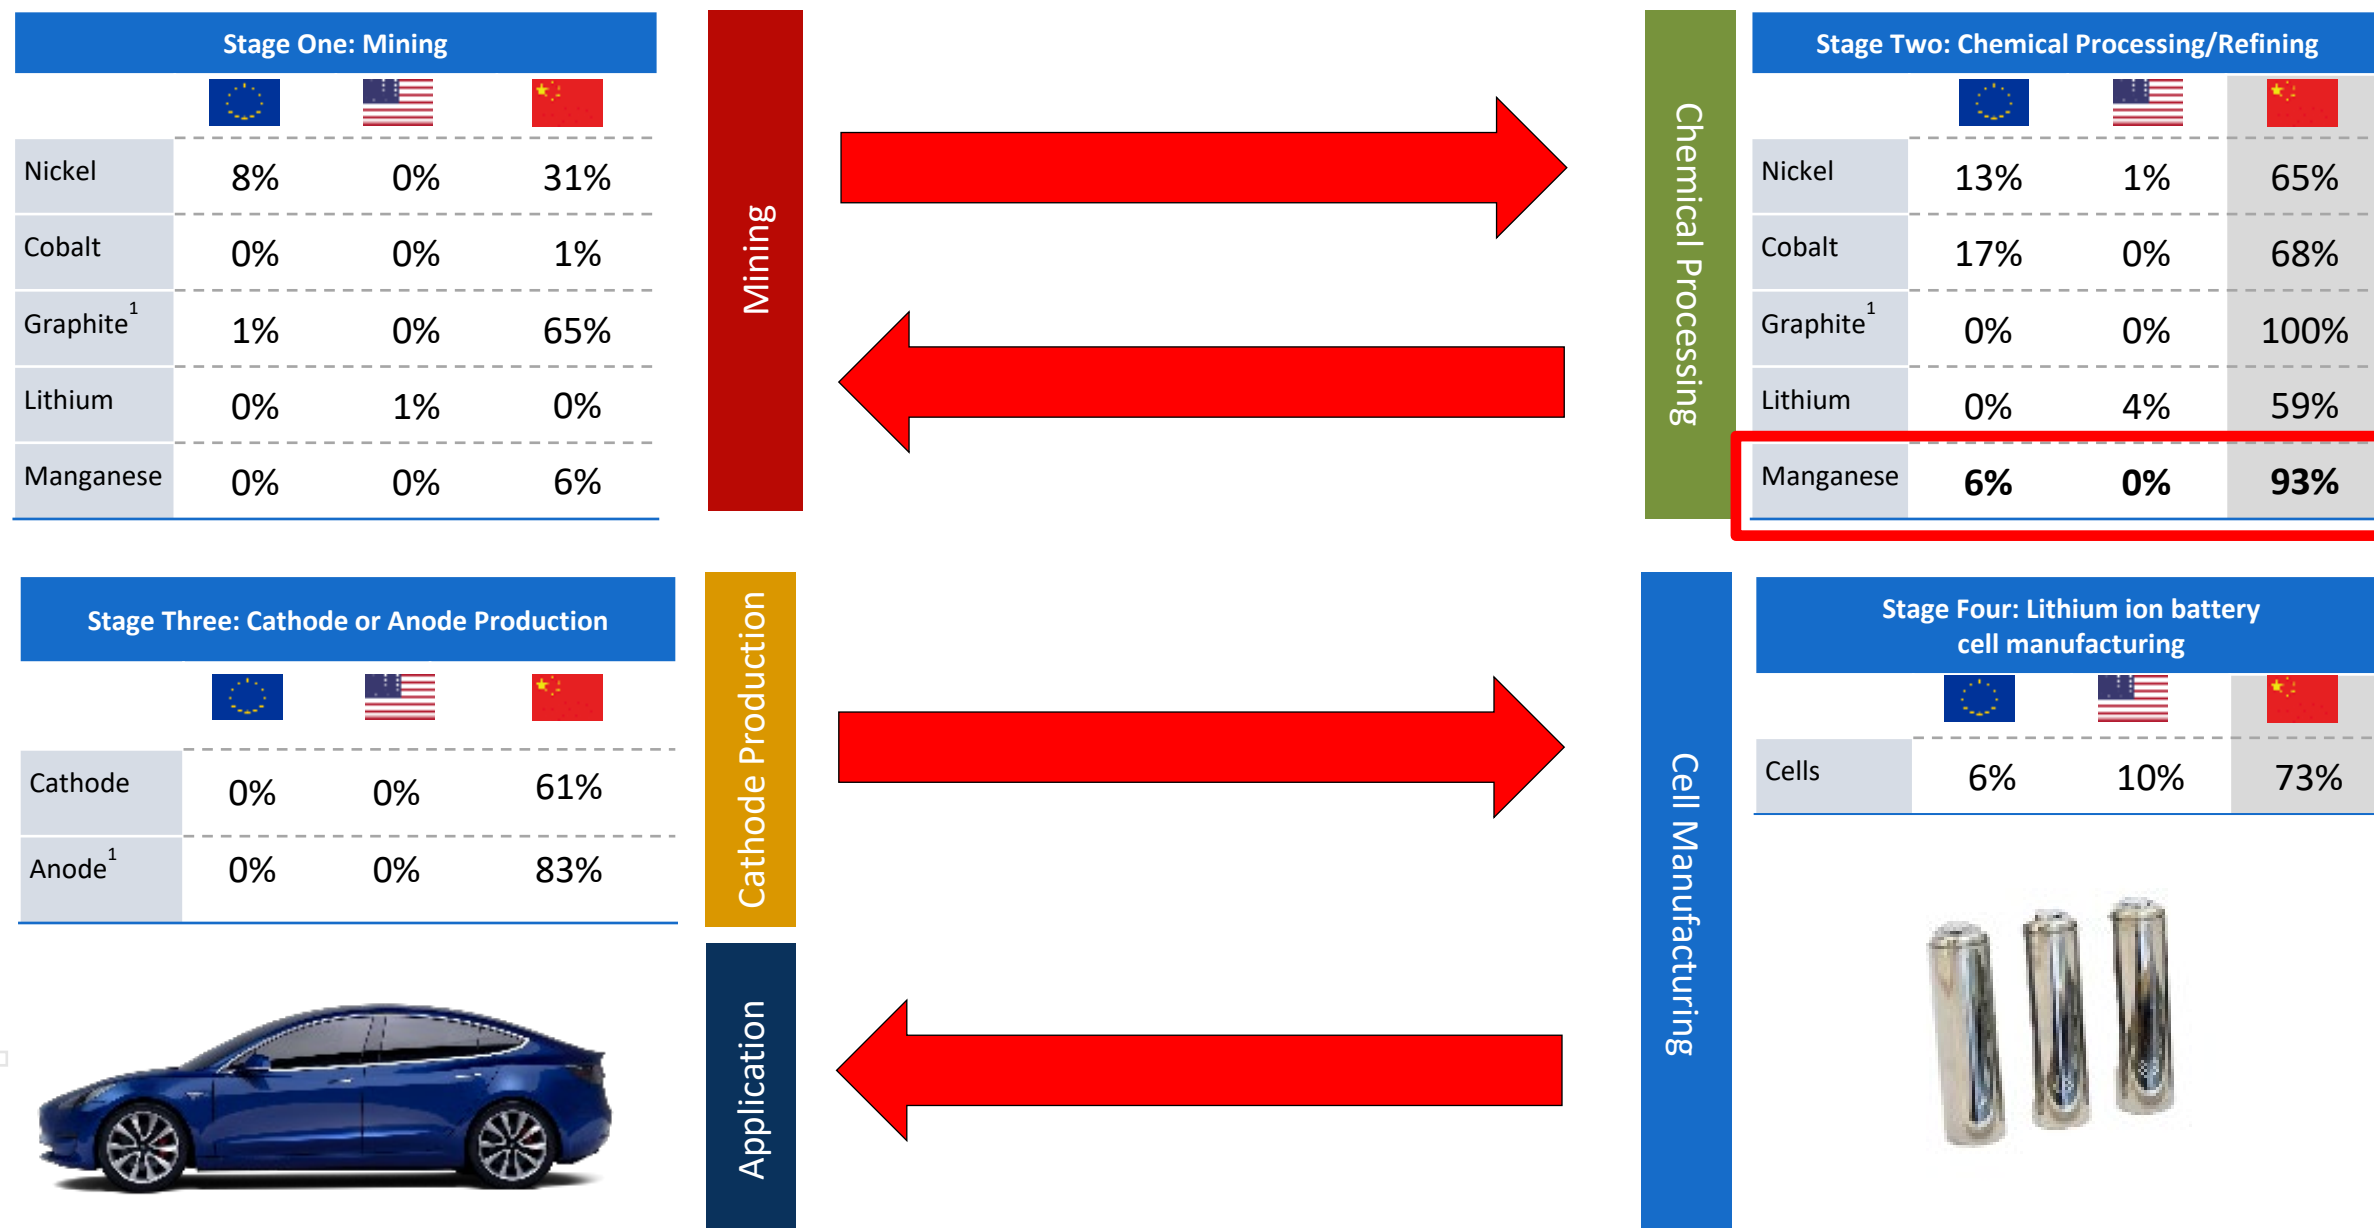 Stage One: Mining
Nickel 8% 0% 31%
Cobalt 0% 0% 1%
Graphite1 1% 0% 65%
Lithium 0% 1% 0%
Manganese 0% 0% 6%
Mining
Chemical Processing
Stage Two: Chemical Processing/Refining
Nickel 13% 1% 65%
Cobalt 17% 0% 68%
Graphite1 0% 0% 100%
Lithium 0% 4% 59%
Manganese 6% 0% 93%
Stage Three: Cathode or Anode Production
Cathode 0% 0% 61%
Anode1 0% 0% 83%
Cathode Production
Application
Cell Manufacturing
Stage Four: Lithium ion battery
cell manufacturing
Cells 6% 10% 73%